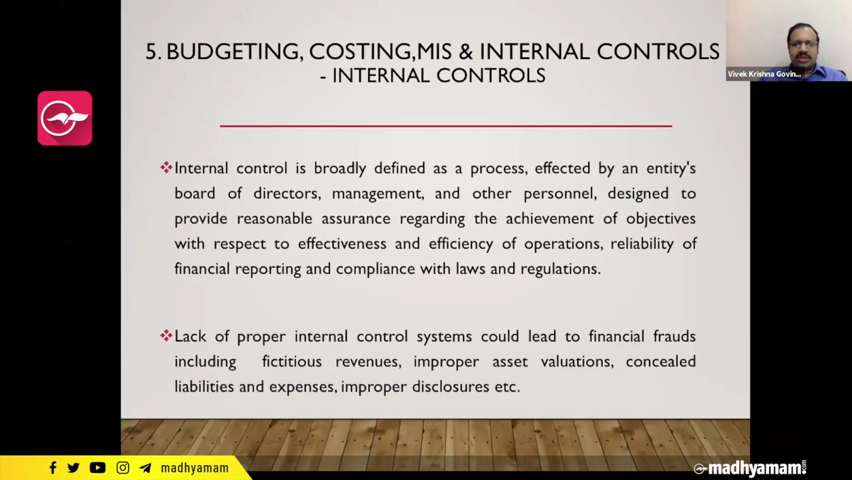 5. BUDGETING, COSTING,MIS & INTERNAL CONTROLS
- INTERNAL CONTROLS
Vivek Krishna Govin...
Internal control is broadly defined as a process, effected by an entity's
board of directors, management, and other personnel, designed to
provide reasonable assurance regarding the achievement of objectives
with respect to effectiveness and efficiency of operations, reliability of
financial reporting and compliance with laws and regulations.
Lack of proper internal control systems could lead to financial frauds
including fictitious revenues, improper asset valuations, concealed
liabilities and expenses, improper disclosures etc.
madhyamam
madhyamam.com